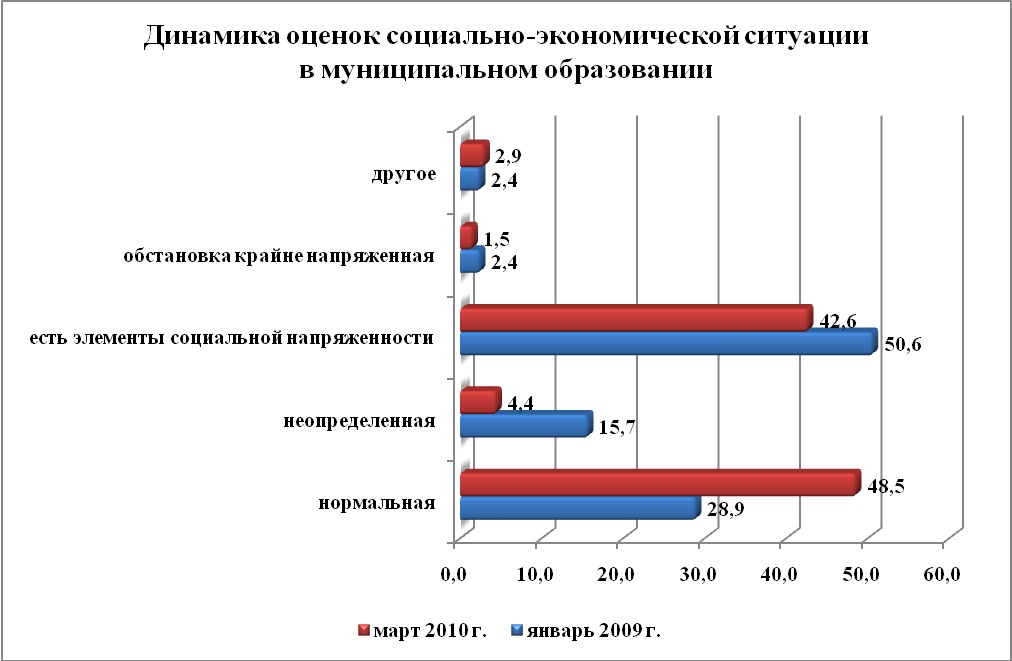 Динамика оценок социально-экономической ситуации
в муниципальном образовании
другое
2,9
2,4
обстановка крайне напряженная
1,5
2,4
есть элементы социальной напряженности
42,6
50,6
неопределенная
4,4
15,7
нормальная
48,5
28,9
0,0 10,0 20,0 30,0 40,0 50,0 60,0
март 2010 г. январь 2009 г.